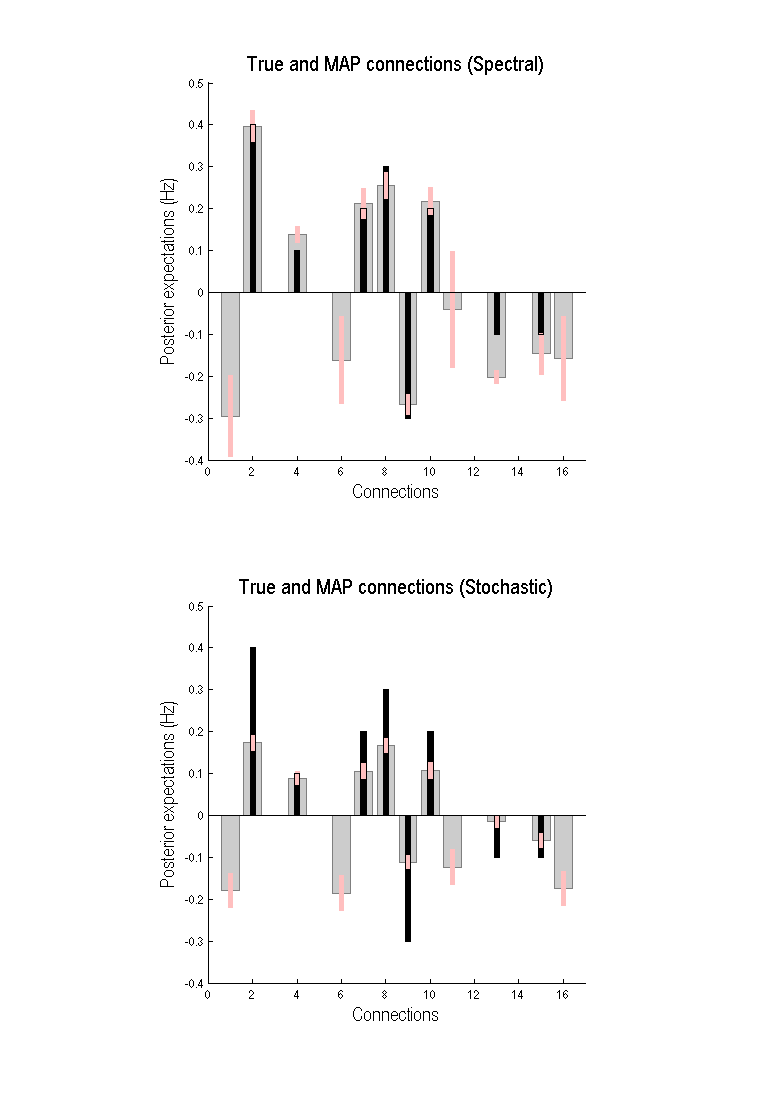 True and MAP connections (Spectral)
0.5
0.4
0.3
0.2
0.1
0
-0.1
-0.2
-0.3
-0.4
Posterior expectations (Hz)
0 2 4 6 8 10 12 14 16
Connections
True and MAP connections (Stochastic)
0.5
0.4
0.3
0.2
0.1
0
-0.1
-0.2
-0.3
-0.4
Posterior expectations (Hz)
0 2 4 6 8 10 12 14 16
Connections